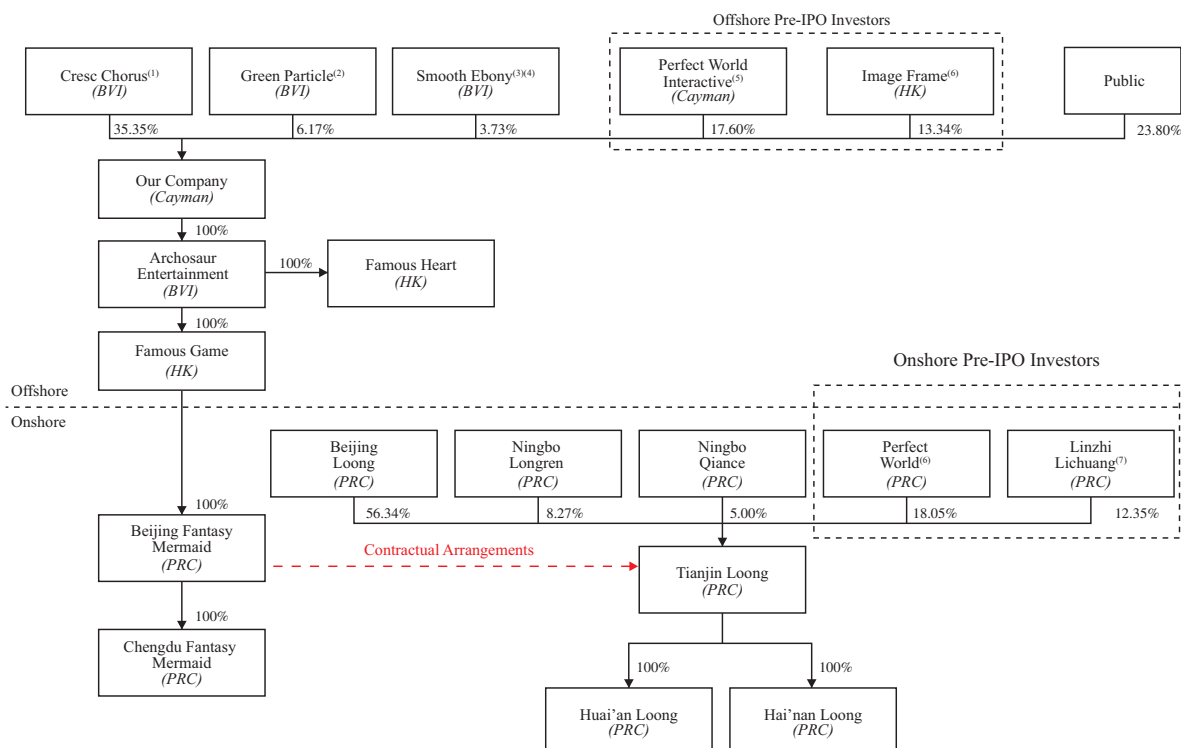 Offshore Pre-IPO Investors
Cresc Chorus(1)
(BVI)
Green Particle(2)
(BVI)
Smooth Ebony(3)(4)
(BVI)
Perfect World
Interactive(5)
(Cayman)
Image Frame(6)
(HK)
Public
35.35%
6.17%
3.73%
17.60%
13.34%
23.80%
Our Company
(Cayman)
100%
Archosaur
Entertainment
(BVI)
100%
Famous Heart
(HK)
100%
Famous Game
(HK)
Onshore Pre-IPO Investors
Offshore
Onshore
Beijing
Loong
(PRC)
Ningbo
Longren
(PRC)
Ningbo
Qiance
(PRC)
Perfect
World(6)
(PRC)
Linzhi
Lichuang(7)
(PRC)
100%
56.34%
8.27%
5.00%
18.05%
12.35%
Beijing Fantasy
Mermaid
(PRC)
Contractual Arrangements
Tianjin Loong
(PRC)
100%
Chengdu Fantasy
Mermaid
(PRC)
100%
100%
Huai’an Loong
(PRC)
Hai’nan Loong
(PRC)